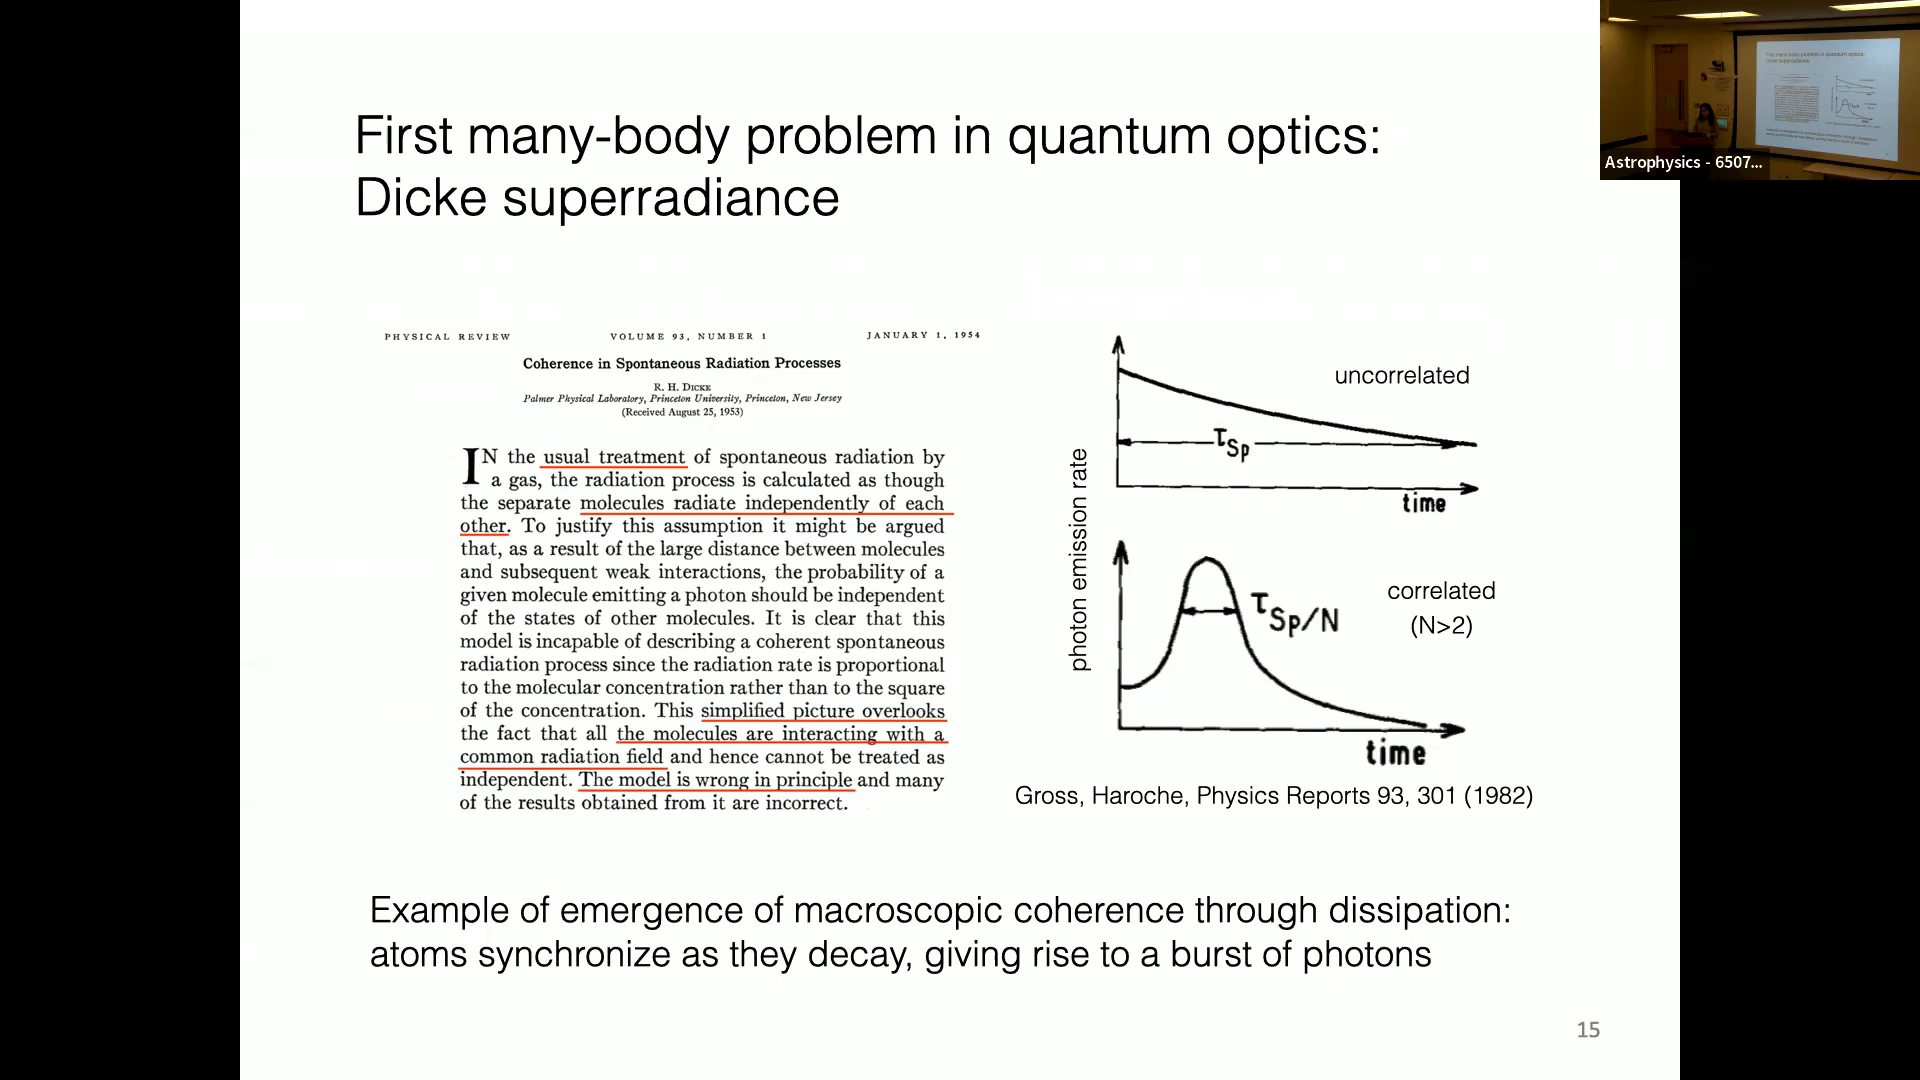 First many-body problem in quantum optics:
Dicke superradiance
PHYSICAL REVIEW VOLUME 93, NUMBER 1 JANUARY 1, 1954
Coherence in Spontaneous Radiation Processes
R. H. DICKE
Palmer Physical Laboratory, Princeton University, Princeton, New Jersey
(Received August 25, 1953)
IN the usual treatment of spontaneous radiation by
a gas, the radiation process is calculated as though
the separate molecules radiate independently of each
other. To justify this assumption it might be argued
that, as a result of the large distance between molecules
and subsequent weak interactions, the probability of a
given molecule emitting a photon should be independent
of the states of other molecules. It is clear that this
model is incapable of describing a coherent spontaneous
radiation process since the radiation rate is proportional
to the molecular concentration rather than to the square
of the concentration. This simplified picture overlooks
the fact that all the molecules are interacting with a
common radiation field and hence cannot be treated as
independent. The model is wrong in principle and many
of the results obtained from it are incorrect.
photon emission rate
uncorrelated
τSp
time
correlated
(N>2)
τSp/N
time
Gross, Haroche, Physics Reports 93, 301 (1982)
Example of emergence of macroscopic coherence through dissipation:
atoms synchronize as they decay, giving rise to a burst of photons
15
Astrophysics - 6507...
First many-body problem in quantum optics:
Dicke superradiance